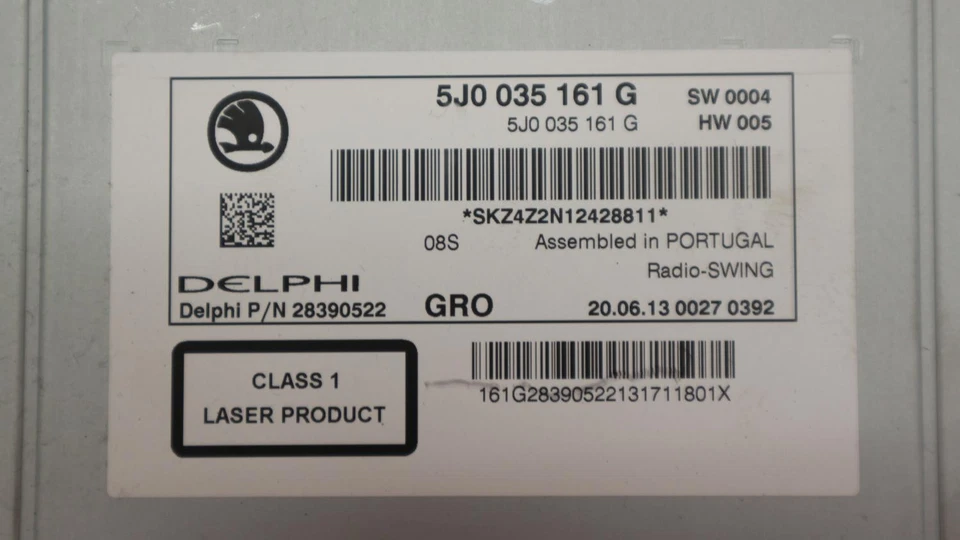 5J0 035 161 G SW 0004
5J0 035 161 G HW 005
*SKZ4Z2N12428811*
08S Assembled in PORTUGAL
Radio-SWING
DELPHI
Delphi P/N 28390522 GRO 20.06.13 0027 0392
CLASS 1
LASER PRODUCT
161G28390522131711801X